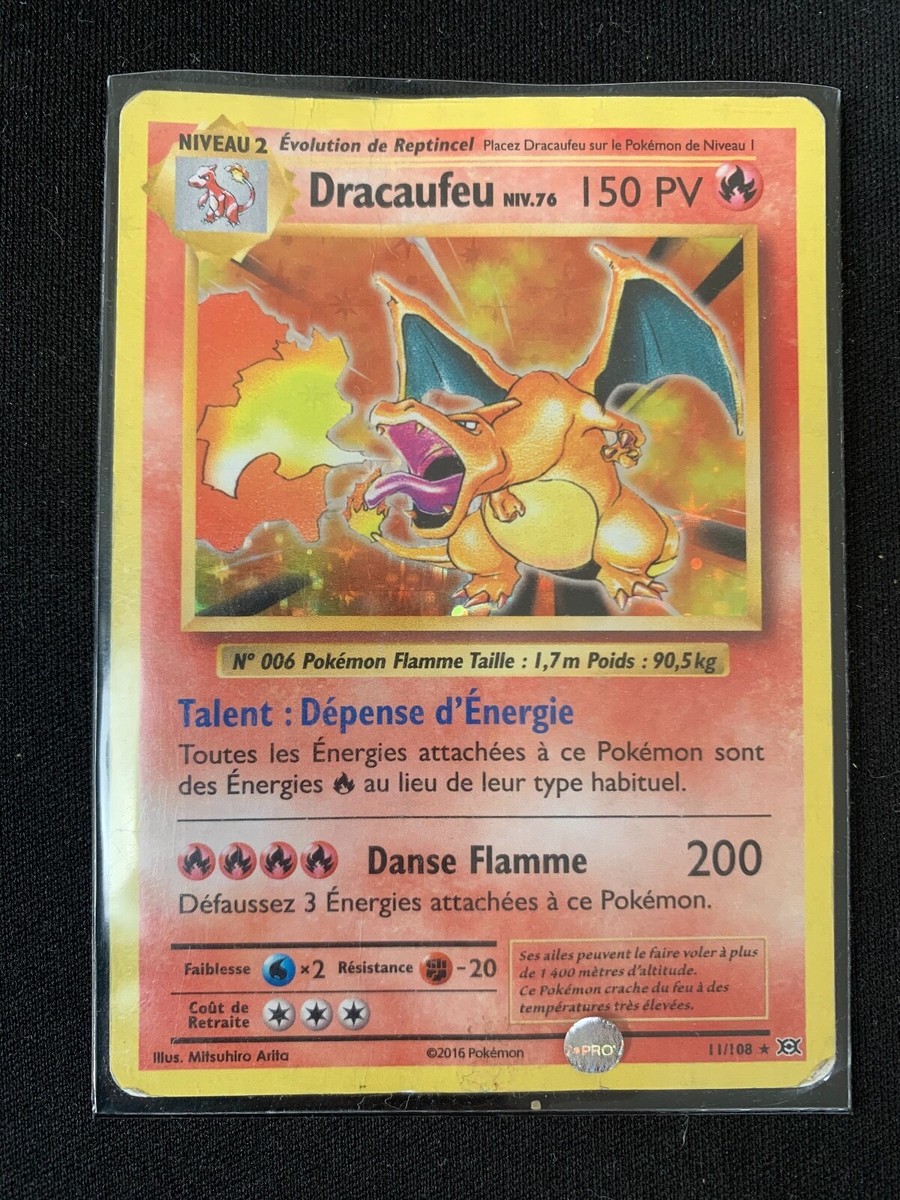 NIVEAU 2 Évolution de Reptincel Placez Dracaufeu sur le Pokémon de Niveau 1
Dracaufeu NIV.76 150 PV
N° 006 Pokémon Flamme Taille : 1,7 m Poids : 90,5 kg
Talent : Dépense d'Énergie
Toutes les Énergies attachées à ce Pokémon sont
des Énergies au lieu de leur type habituel.
Danse Flamme 200
Défaussez 3 Énergies attachées à ce Pokémon.
Faiblesse ×2 Résistance -20
Coût de
Retraite
Ses ailes peuvent le faire voler à plus
de 1 400 mètres d'altitude.
Ce Pokémon crache du feu à des
températures très élevées.
Illus. Mitsuhiro Arita ©2016 Pokémon PRO 11/108